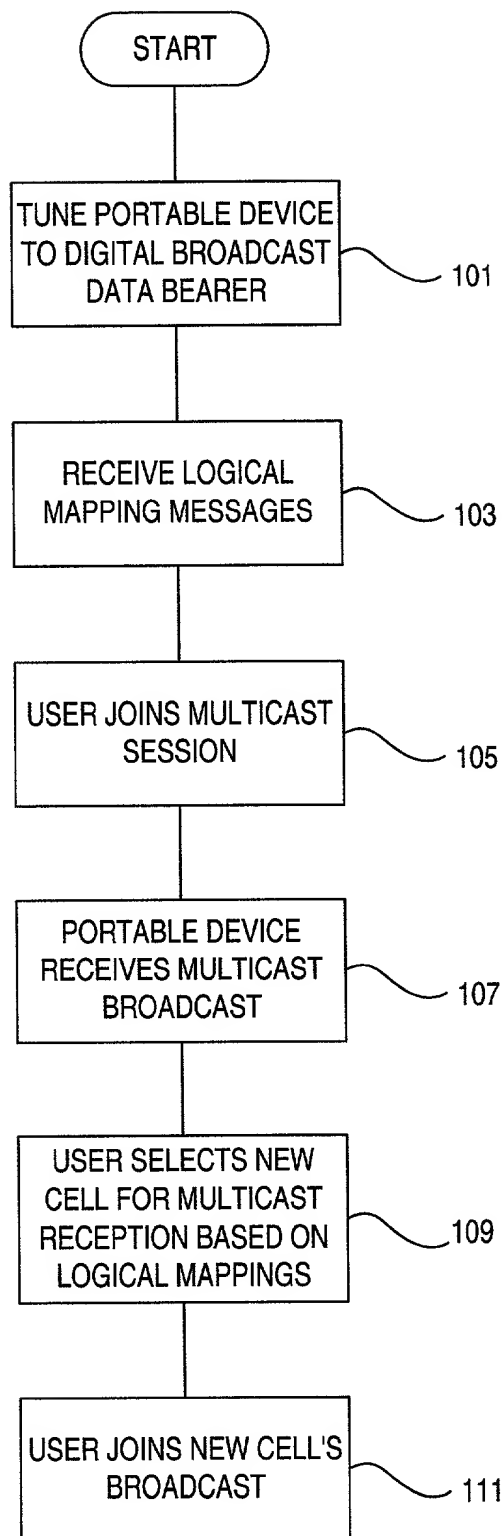 START
TUNE PORTABLE DEVICE
TO DIGITAL BROADCAST
DATA BEARER
101
RECEIVE LOGICAL
MAPPING MESSAGES
103
USER JOINS MULTICAST
SESSION
105
PORTABLE DEVICE
RECEIVES MULTICAST
BROADCAST
107
USER SELECTS NEW
CELL FOR MULTICAST
RECEPTION BASED ON
LOGICAL MAPPINGS
109
USER JOINS NEW CELL'S
BROADCAST
111